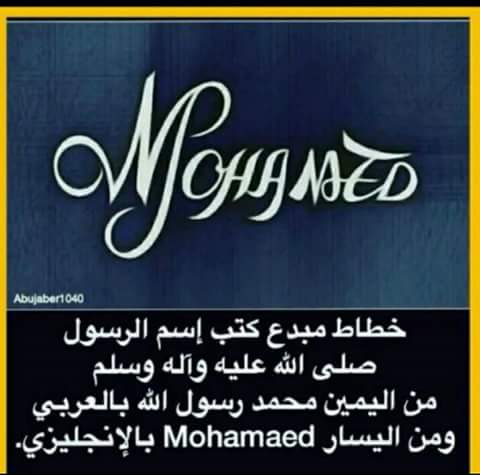 MOHAMED
Abujaber1040
خطاط مبدع كتب إسم الرسول
صلى الله عليه وآله وسلم
من اليمين محمد رسول الله بالعربي
ومن اليسار Mohamaed بالإنجليزي.